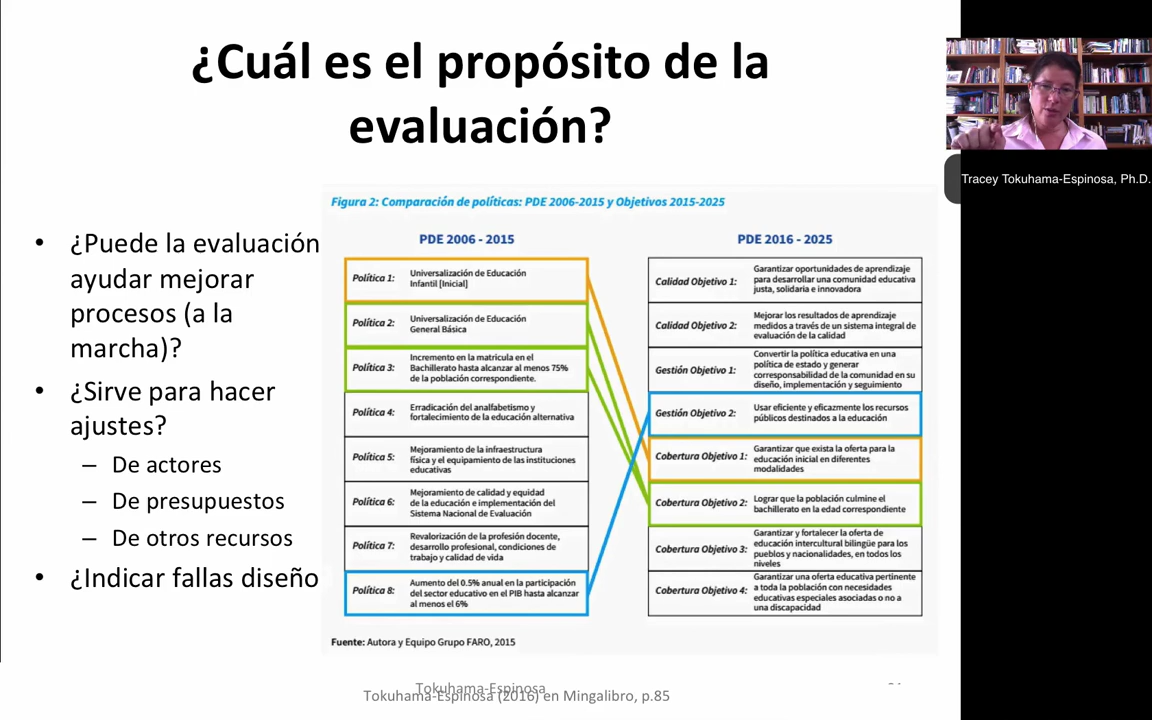 ¿Cuál es el propósito de la
evaluación?
Tracey Tokuhama-Espinosa, Ph.D.
• ¿Puede la evaluación
ayudar mejorar
procesos (a la
marcha)?
• ¿Sirve para hacer
ajustes?
– De actores
– De presupuestos
– De otros recursos
• ¿Indicar fallas diseño
Figura 2: Comparación de políticas: PDE 2006-2015 y Objetivos 2015-2025
PDE 2006 - 2015
Política 1: Universalización de Educación
Infantil [Inicial]
Política 2: Universalización de Educación
General Básica
Política 3: Incremento en la matricula en el
Bachillerato hasta alcanzar al menos 75%
de la población correspondiente.
Política 4: Erradicación del analfabetismo y
fortalecimiento de la educación alternativa
Política 5: Mejoramiento de la infraestructura
física y el equipamiento de las instituciones
educativas
Política 6: Mejoramiento de calidad y equidad
de la educación e implementación del
Sistema Nacional de Evaluación
Política 7: Revalorización de la profesión docente,
desarrollo profesional, condiciones de
trabajo y calidad de vida
Política 8: Aumento del 0.5% anual en la participación
del sector educativo en el PIB hasta alcanzar
al menos el 6%
PDE 2016 - 2025
Calidad Objetivo 1: Garantizar oportunidades de aprendizaje
para desarrollar una comunidad educativa
justa, solidaria e innovadora
Calidad Objetivo 2: Mejorar los resultados de aprendizaje
medidos a través de un sistema integral de
evaluación de la calidad
Gestión Objetivo 1: Convertir la política educativa en una
política de estado y generar
corresponsabilidad de la comunidad en su
diseño, implementación y seguimiento
Gestión Objetivo 2: Usar eficiente y eficazmente los recursos
públicos destinados a la educación
Cobertura Objetivo 1: Garantizar que exista la oferta para la
educación inicial en diferentes
modalidades
Cobertura Objetivo 2: Lograr que la población culmine el
bachillerato en la edad correspondiente
Cobertura Objetivo 3: Garantizar y fortalecer la oferta de
educación intercultural bilingüe para los
pueblos y nacionalidades, en todos los
niveles
Cobertura Objetivo 4: Garantizar una oferta educativa pertinente
a toda la población con necesidades
educativas especiales asociadas o no a
una discapacidad
Fuente: Autora y Equipo Grupo FARO, 2015
Tokuhama-Espinosa
Tokuhama-Espinosa (2016) en Mingalibro, p.85